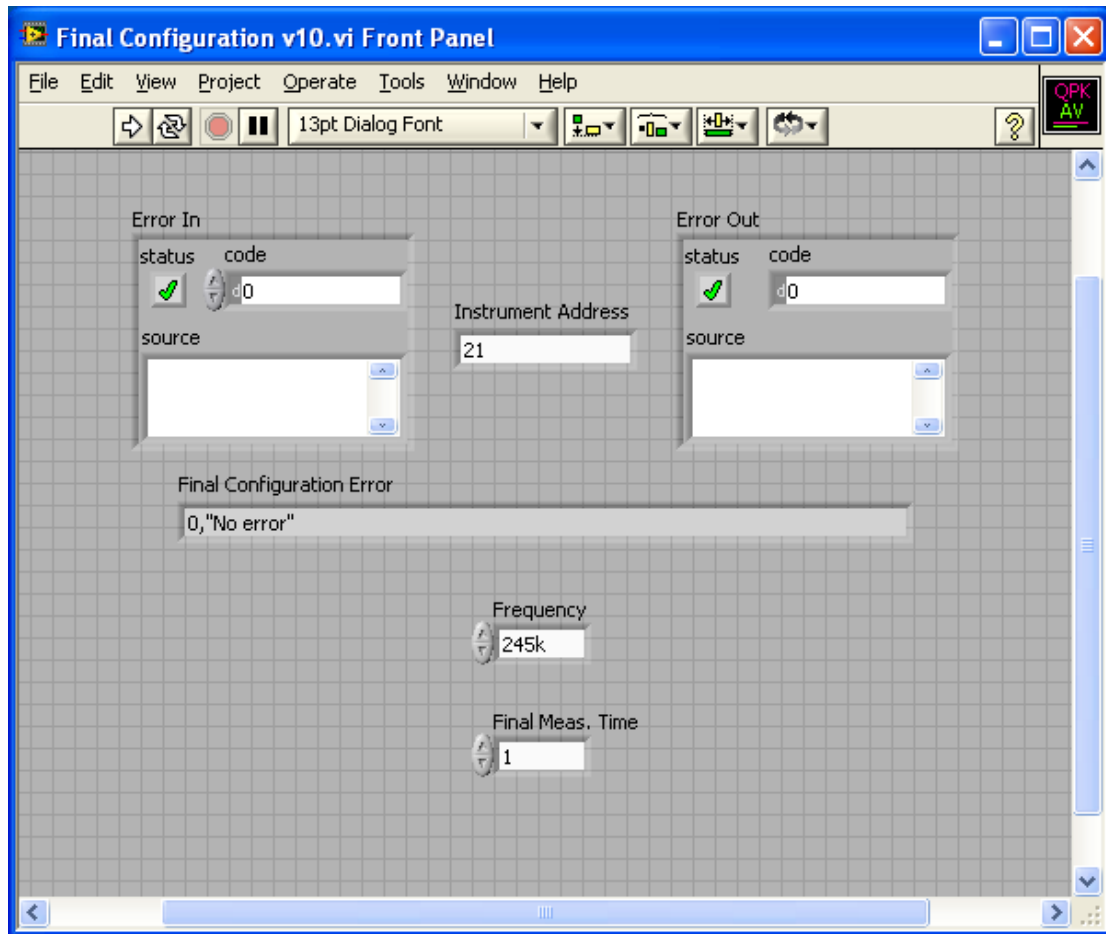 Final Configuration v10.vi Front Panel
File Edit View Project Operate Tools Window Help
13pt Dialog Font
QPK
AV
Error In
status code
d0
source
Instrument Address
21
Error Out
status code
d0
source
Final Configuration Error
0,"No error"
Frequency
245k
Final Meas. Time
1